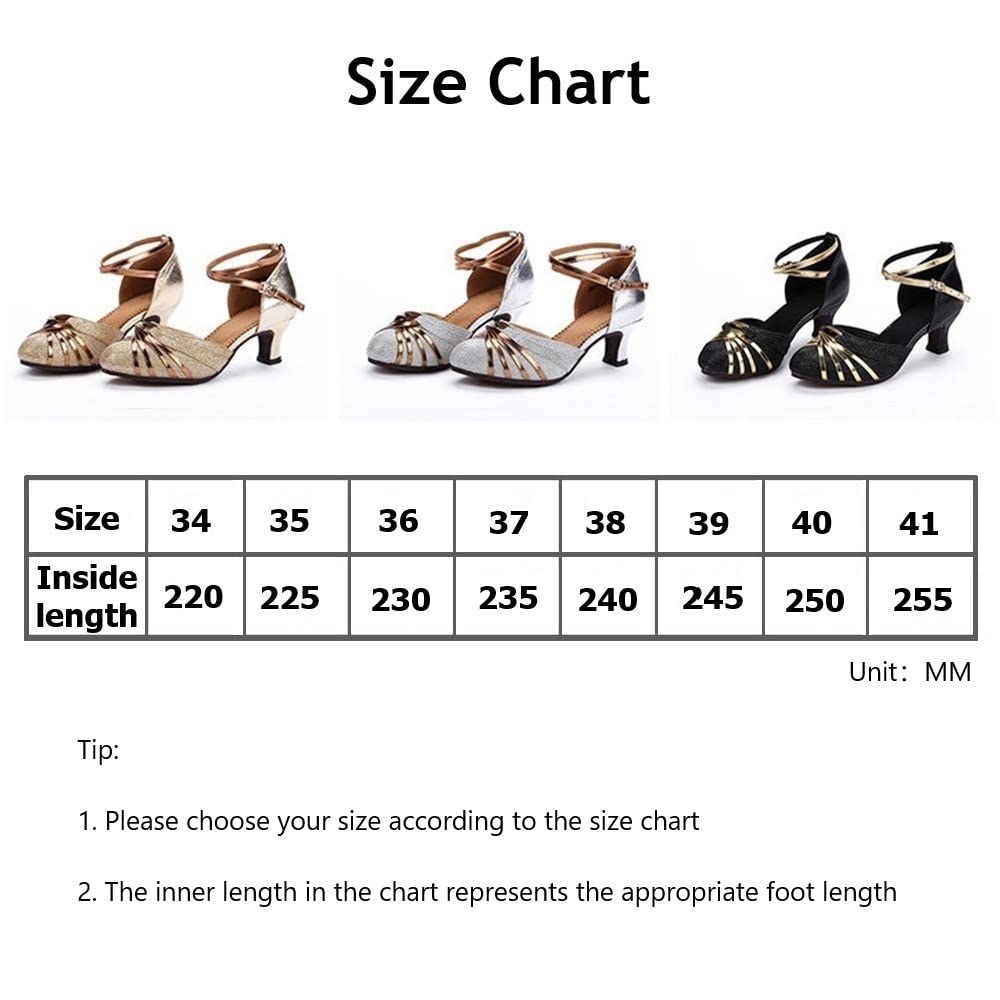 Size Chart
Size 34 35 36 37 38 39 40 41
Inside length 220 225 230 235 240 245 250 255
Unit：MM
Tip:
1. Please choose your size according to the size chart
2. The inner length in the chart represents the appropriate foot length